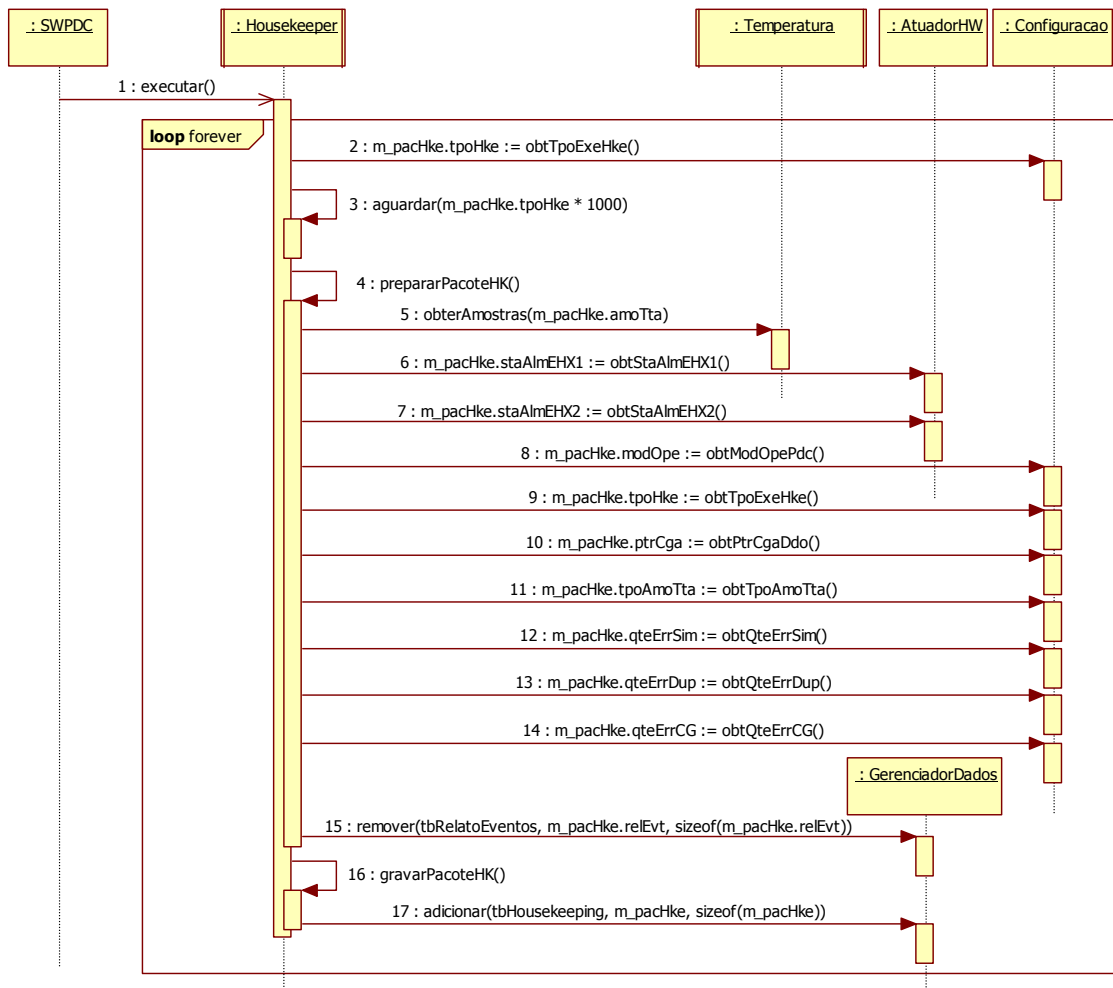 : SWPDC
: Housekeeper
: Temperatura
: AtuadorHW
: Configuracao
1 : executar()
loop forever
2 : m_pacHke.tpoHke := obtTpoExeHke()
3 : aguardar(m_pacHke.tpoHke * 1000)
4 : prepararPacoteHK()
5 : obterAmostras(m_pacHke.amoTta)
6 : m_pacHke.staAlmEHX1 := obtStaAlmEHX1()
7 : m_pacHke.staAlmEHX2 := obtStaAlmEHX2()
8 : m_pacHke.modOpe := obtModOpePdc()
9 : m_pacHke.tpoHke := obtTpoExeHke()
10 : m_pacHke.ptrCga := obtPtrCgaDdo()
11 : m_pacHke.tpoAmoTta := obtTpoAmoTta()
12 : m_pacHke.qteErrSim := obtQteErrSim()
13 : m_pacHke.qteErrDup := obtQteErrDup()
14 : m_pacHke.qteErrCG := obtQteErrCG()
: GerenciadorDados
15 : remover(tbRelatoEventos, m_pacHke.relEvt, sizeof(m_pacHke.relEvt))
16 : gravarPacoteHK()
17 : adicionar(tbHousekeeping, m_pacHke, sizeof(m_pacHke))